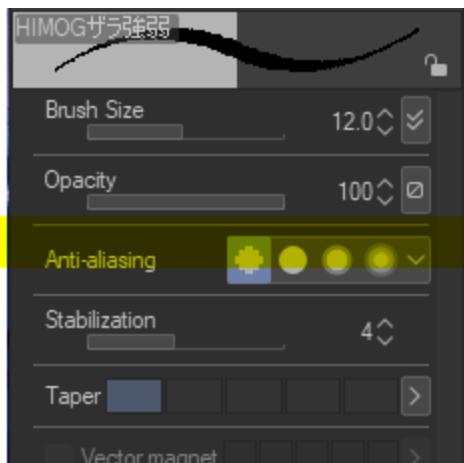 HIMOGザラ強弱
Brush Size 12.0
Opacity 100
Anti-aliasing
Stabilization 4
Taper
Vector magnet